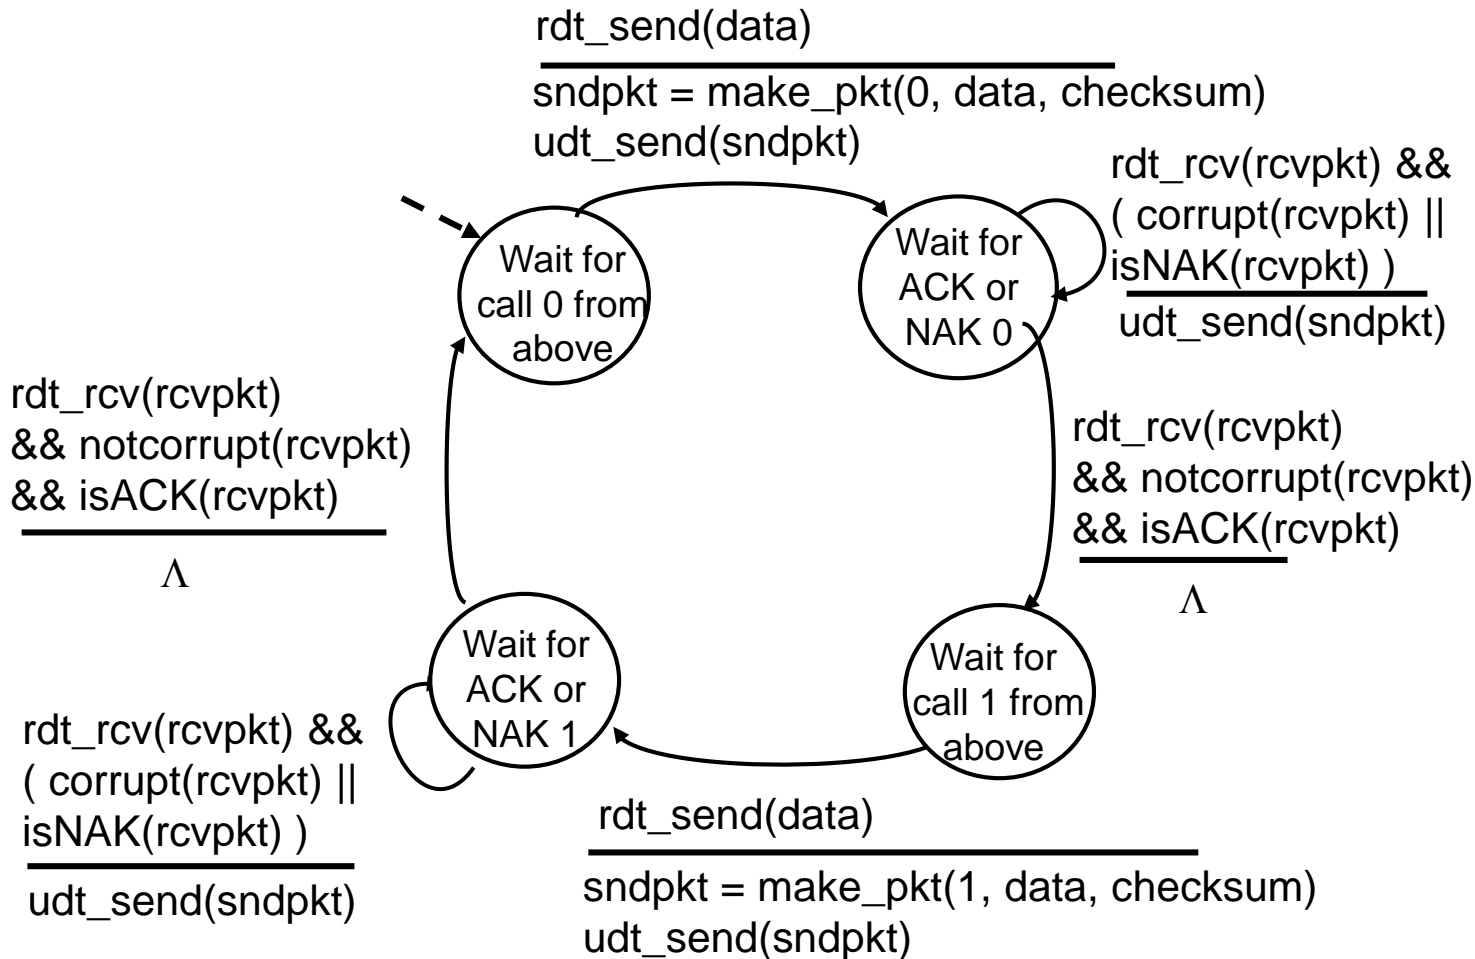 rdt_send(data)
sndpkt = make_pkt(0, data, checksum)
udt_send(sndpkt)
rdt_rcv(rcvpkt) &&
( corrupt(rcvpkt) ||
isNAK(rcvpkt) )
udt_send(sndpkt)
Wait for
call 0 from
above
Wait for
ACK or
NAK 0
rdt_rcv(rcvpkt)
&& notcorrupt(rcvpkt)
&& isACK(rcvpkt)
Λ
rdt_rcv(rcvpkt)
&& notcorrupt(rcvpkt)
&& isACK(rcvpkt)
Λ
Wait for
ACK or
NAK 1
Wait for
call 1 from
above
rdt_rcv(rcvpkt) &&
( corrupt(rcvpkt) ||
isNAK(rcvpkt) )
udt_send(sndpkt)
rdt_send(data)
sndpkt = make_pkt(1, data, checksum)
udt_send(sndpkt)